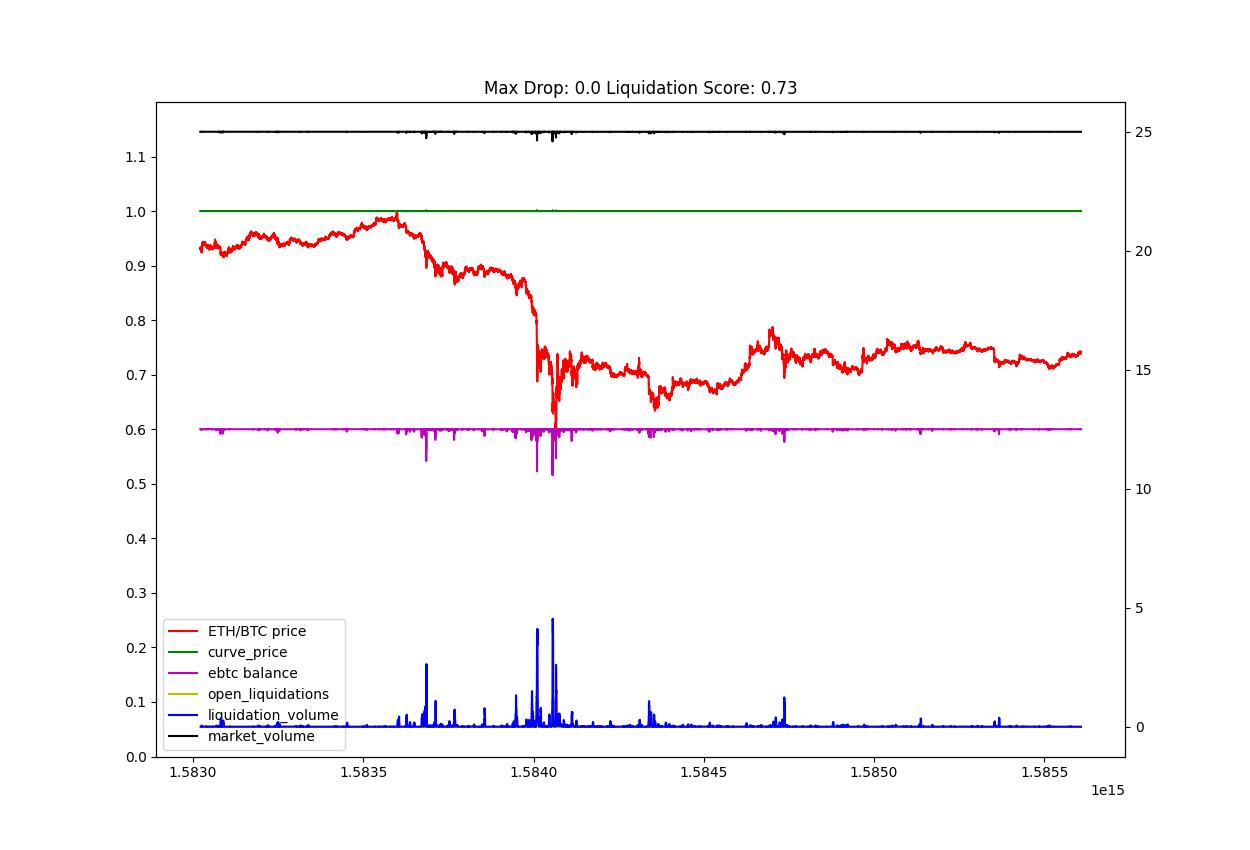 Max Drop: 0.0 Liquidation Score: 0.73
1.1
1.0
0.9
0.8
0.7
0.6
0.5
0.4
0.3
0.2
0.1
0.0
25
20
15
10
5
0
ETH/BTC price
curve_price
ebtc balance
open_liquidations
liquidation_volume
market_volume
1.5830 1.5835 1.5840 1.5845 1.5850 1.5855
1e15